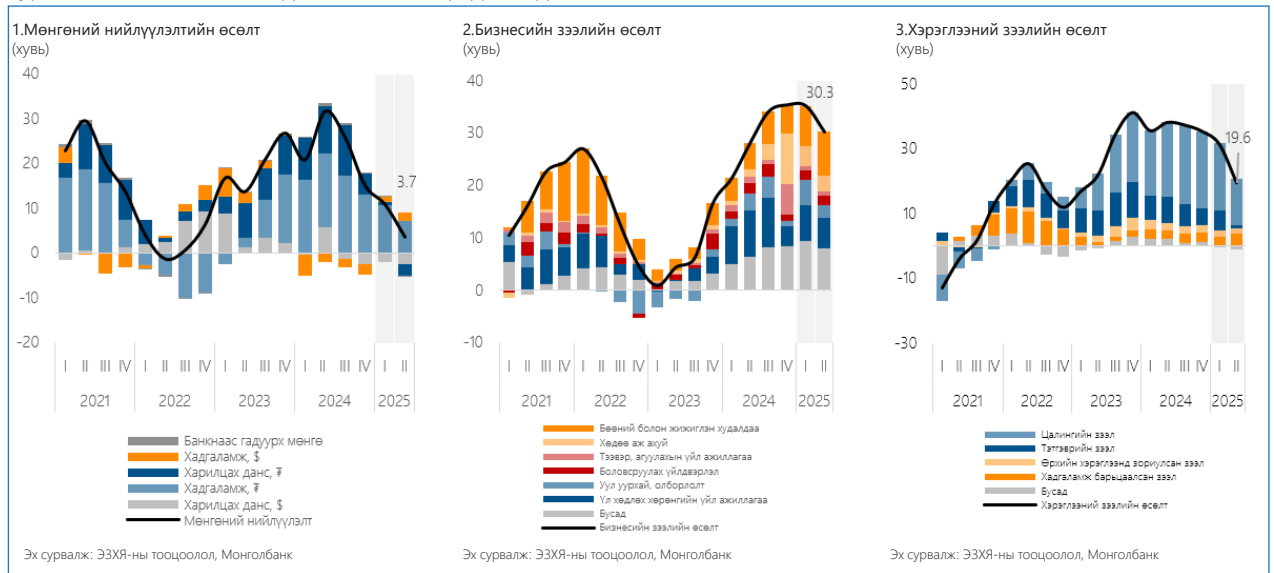 1.Мөнгөний нийлүүлэлтийн өсөлт
(хувь)
40
30
20
10
0
-10
-20
3.7
I II III IV I II III IV I II III IV I II III IV I II
2021 2022 2023 2024 2025
Банкнаас гадуурх мөнгө
Хадгаламж, $
Харилцах данс, ₮
Хадгаламж, ₮
Харилцах данс, $
Мөнгөний нийлүүлэлт
Эх сурвалж: ЭЗХЯ-ны тооцоолол, Монголбанк
2.Бизнесийн зээлийн өсөлт
(хувь)
40
30
20
10
0
-10
30.3
I II III IV I II III IV I II III IV I II III IV I II
2021 2022 2023 2024 2025
Бөөний болон жижиглэн худалдаа
Хөдөө аж ахуй
Тээвэр, агуулахын үйл ажиллагаа
Боловсруулах үйлдвэрлэл
Уул уурхай, олборлолт
Үл хөдлөх хөрөнгийн үйл ажиллагаа
Бусад
Бизнесийн зээлийн өсөлт
Эх сурвалж: ЭЗХЯ-ны тооцоолол, Монголбанк
3.Хэрэглээний зээлийн өсөлт
(хувь)
50
30
10
-10
-30
19.6
I II III IV I II III IV I II III IV I II III IV I II
2021 2022 2023 2024 2025
Цалингийн зээл
Тэтгэврийн зээл
Өрхийн хэрэглээнд зориулсан зээл
Хадгаламж барьцаалсан зээл
Бусад
Хэрэглээний зээлийн өсөлт
Эх сурвалж: ЭЗХЯ-ны тооцоолол, Монголбанк